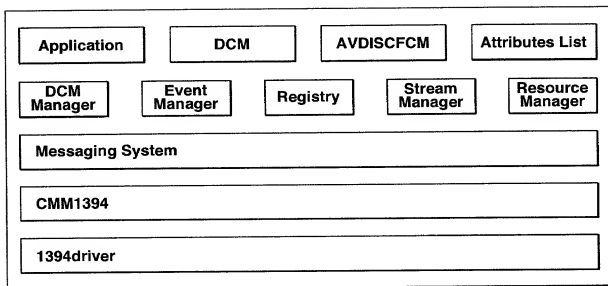 Application DCM AVDISCFCM Attributes List
DCM Manager Event Manager Registry Stream Manager Resource Manager
Messaging System
CMM1394
1394driver